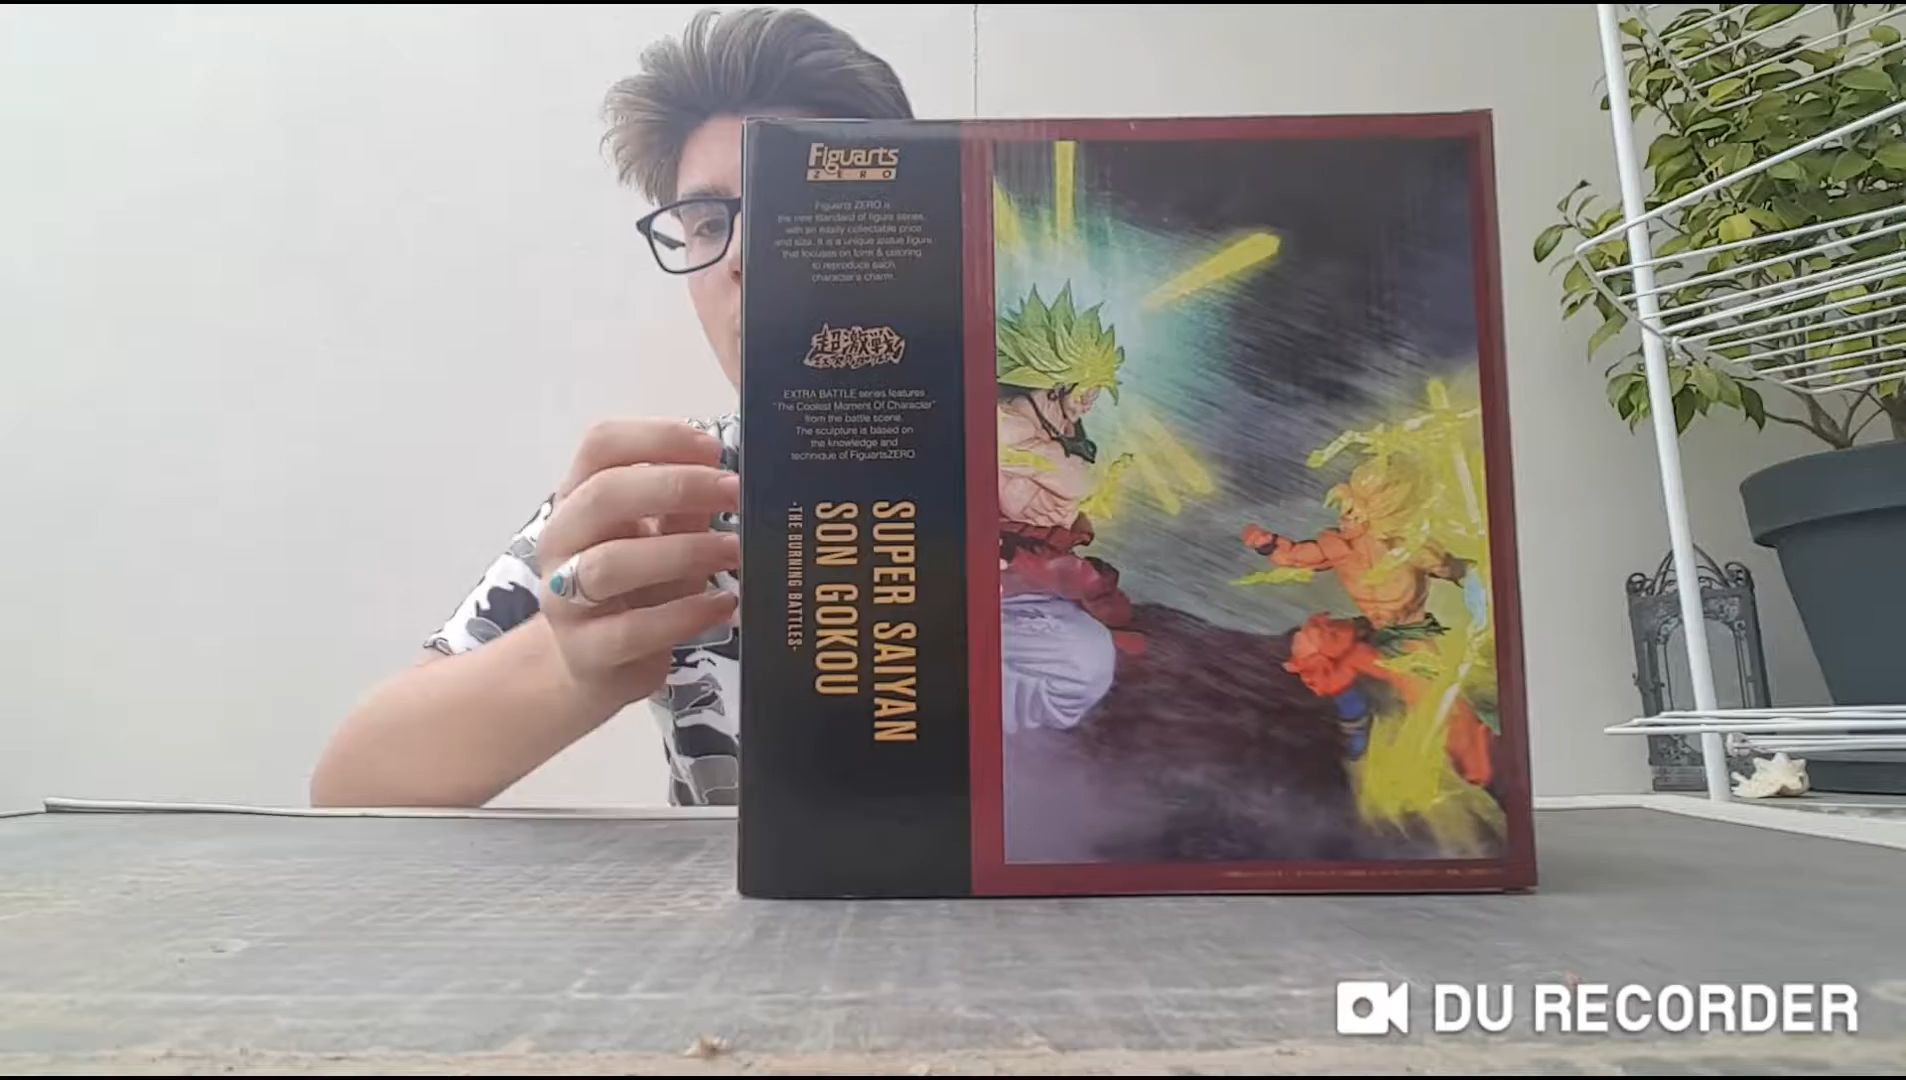 Figuarts
ZERO
Figuarts ZERO is
the new standard of figure series,
with an easily collectable price
and size. It is a unique statue figure
that focuses on form & coloring
to reproduce each
character's charm.
超激戦
EXTRA BATTLE
EXTRA BATTLE series features
"The Coolest Moment Of Character"
from the battle scene.
The sculpture is based on
the knowledge and
technique of FiguartsZERO.
SUPER SAIYAN
SON GOKOU
-THE BURNING BATTLES-
DU RECORDER